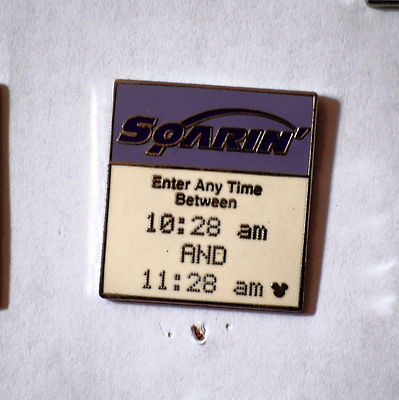 SOARIN'
Enter Any Time
Between
10:28 am
AND
11:28 am